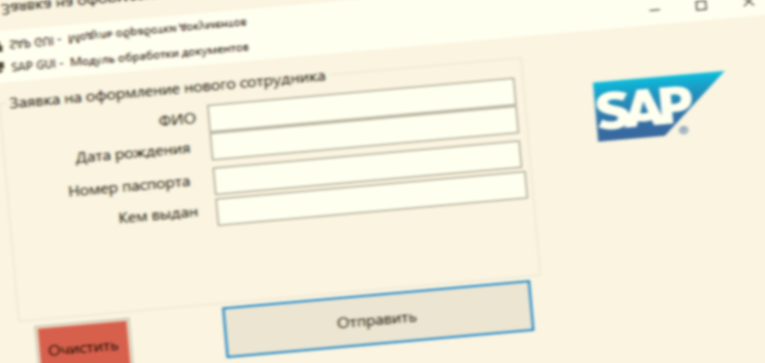 Заявка на оформ
SAP GUI - Модуль обработки документов
SAP GUI - Модуль обработки документов
Заявка на оформление нового сотрудника
ФИО
Дата рождения
Номер паспорта
Кем выдан
SAP
®
Очистить
Отправить